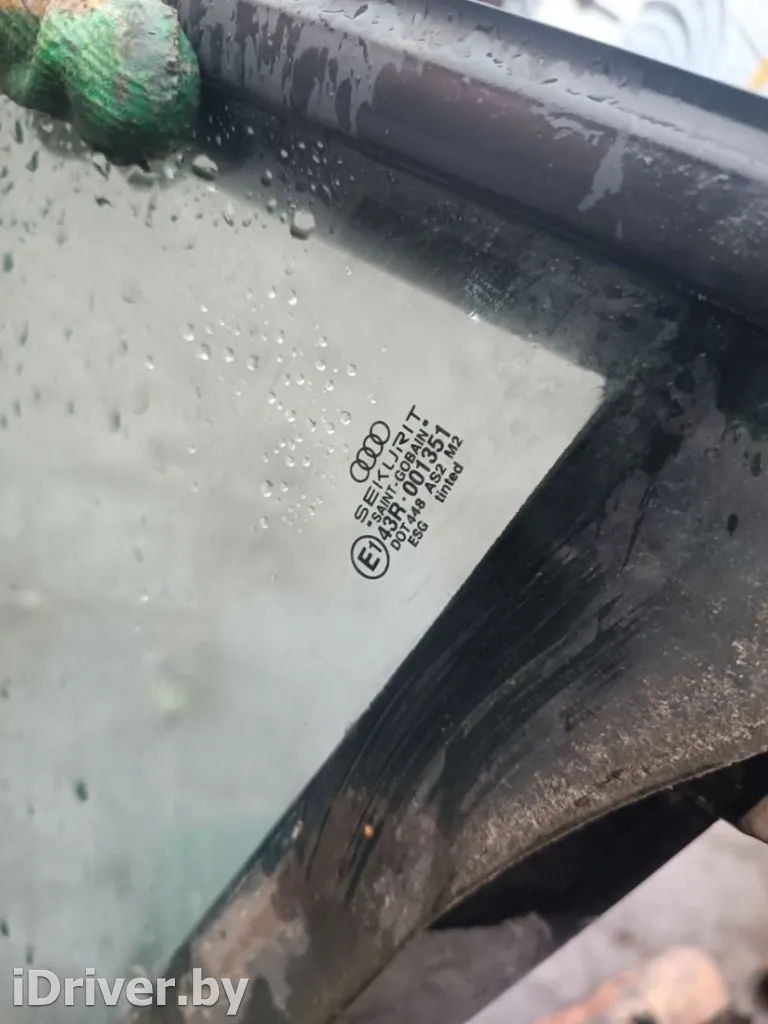 SEKURIT
"SAINT-GOBAIN"
E1 43R-001351
DOT 448 AS2 M2
ESG tinted
iDriver.by